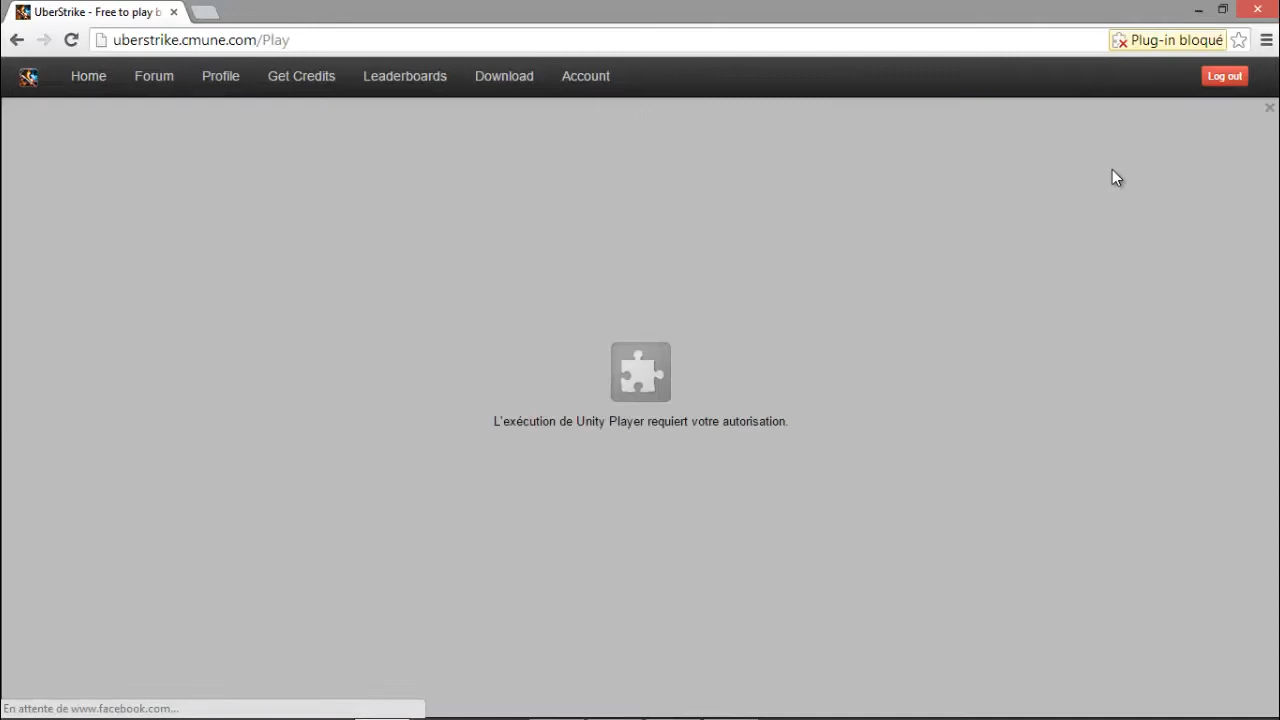 UberStrike - Free to play b
uberstrike.cmune.com/Play
Plug-in bloqué
Home Forum Profile Get Credits Leaderboards Download Account Log out
L'exécution de Unity Player requiert votre autorisation.
En attente de www.facebook.com...